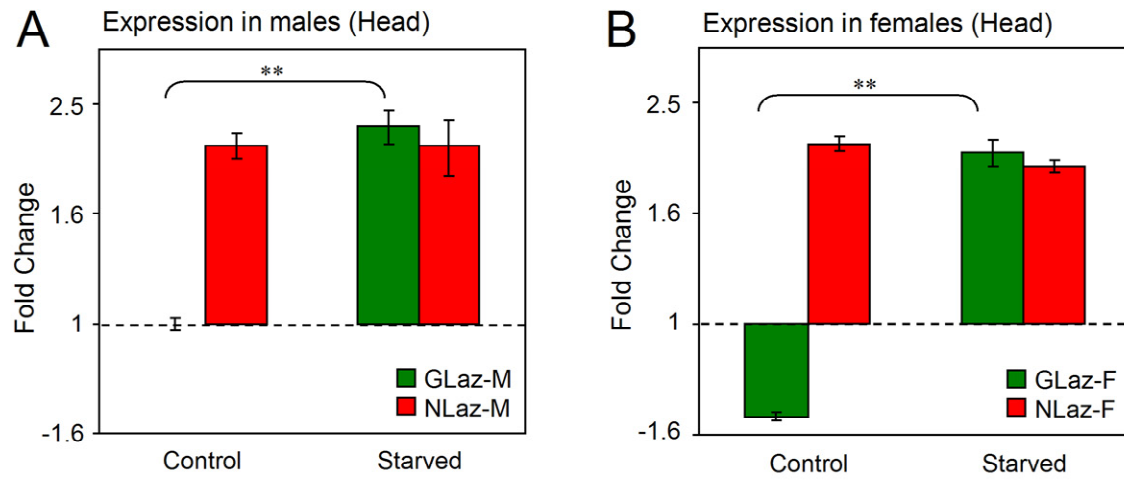 A
Expression in males (Head)
**
2.5
1.6
1
-1.6
Fold Change
GLaz-M
NLaz-M
Control Starved
B
Expression in females (Head)
**
2.5
1.6
1
-1.6
Fold Change
GLaz-F
NLaz-F
Control Starved